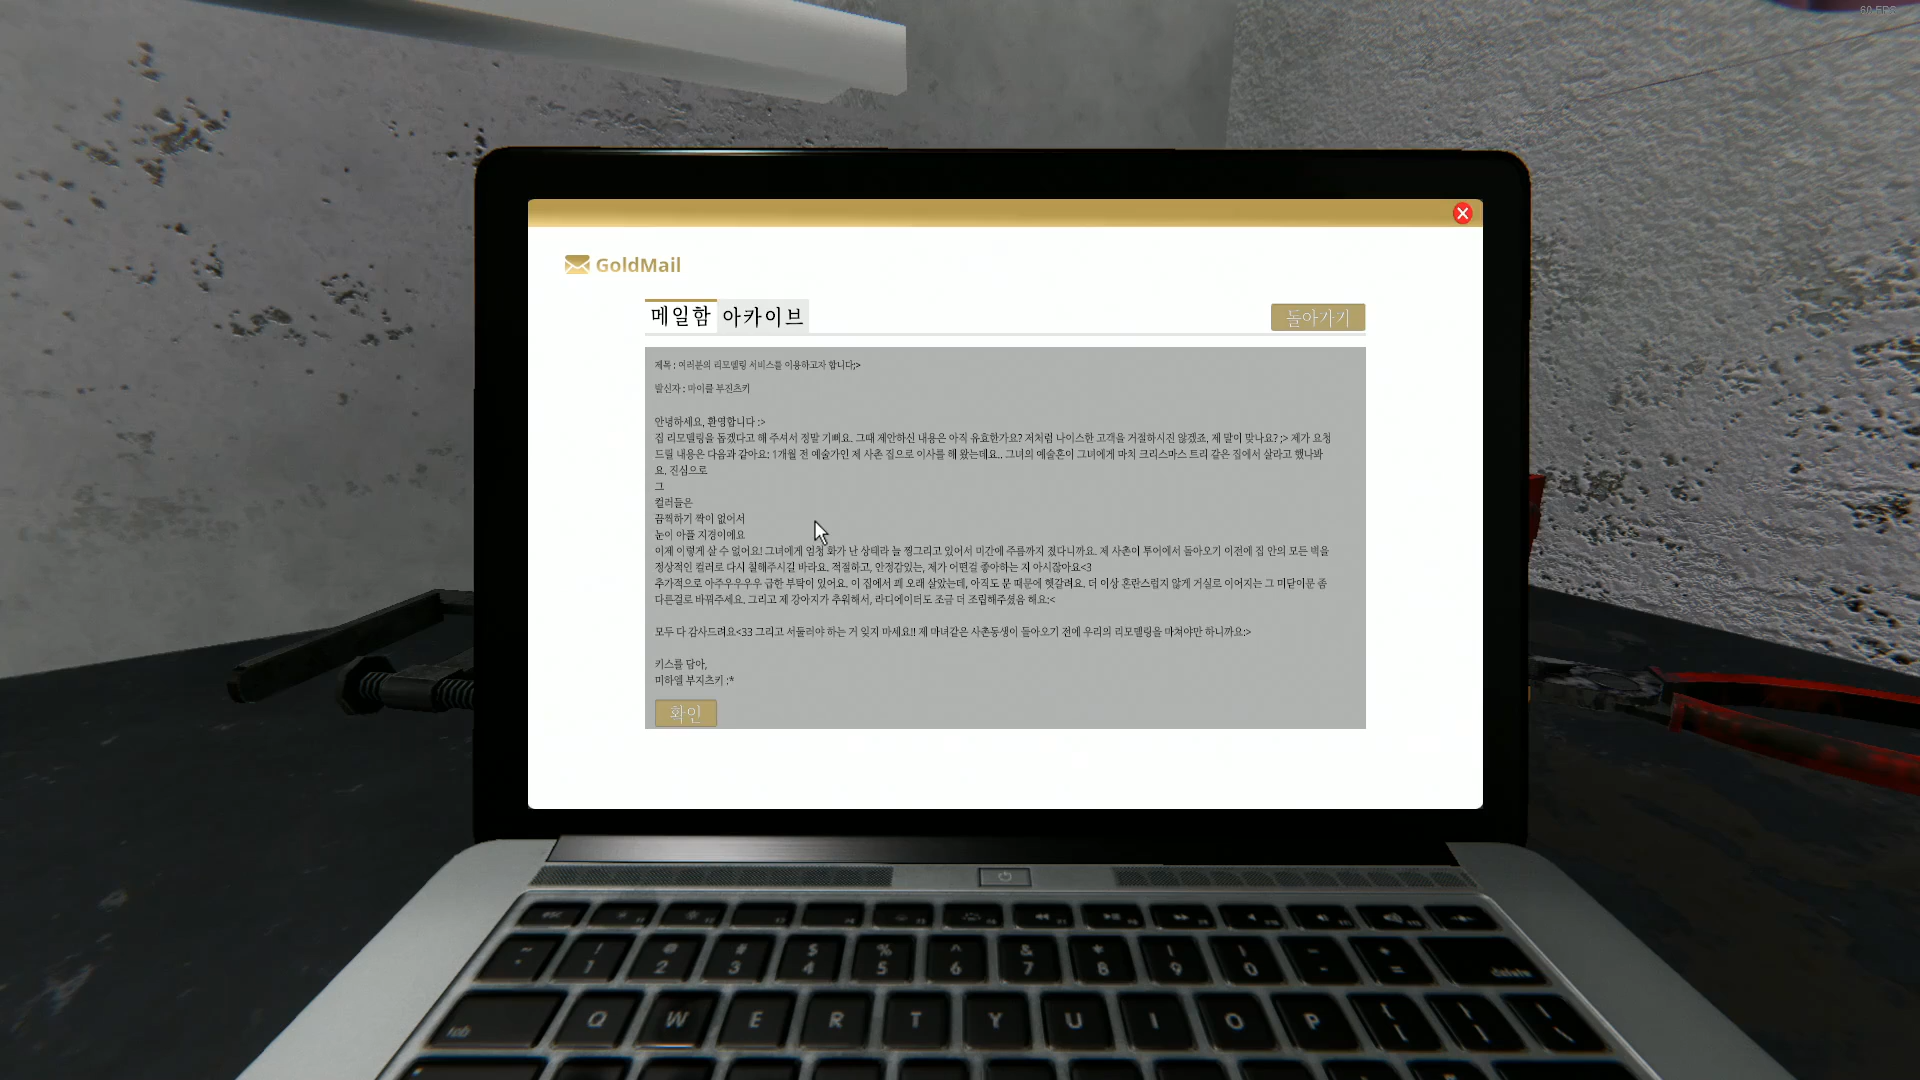 60 FPS
GoldMail
메일함 아카이브
돌아가기
제목 : 여러분의 리모델링 서비스를 이용하고자 합니다;>
발신자 : 마이클 부진츠키
안녕하세요, 환영합니다 :>
집 리모델링을 돕겠다고 해 주셔서 정말 기뻐요. 그때 제안하신 내용은 아직 유효한가요? 저처럼 나이스한 고객을 거절하시진 않겠죠, 제 말이 맞나요? ;> 제가 요청
드릴 내용은 다음과 같아요: 1개월 전 예술가인 제 사촌 집으로 이사를 해 왔는데요.. 그녀의 예술혼이 그녀에게 마치 크리스마스 트리 같은 집에서 살라고 했나봐
요. 진심으로
그
컬러들은
끔찍하기 짝이 없어서
눈이 아플 지경이에요
이제 이렇게 살 수 없어요! 그녀에게 엄청 화가 난 상태라 늘 찡그리고 있어서 미간에 주름까지 졌다니까요. 제 사촌이 투어에서 돌아오기 이전에 집 안의 모든 벽을
정상적인 컬러로 다시 칠해주시길 바라요. 적절하고, 안정감있는, 제가 어떤걸 좋아하는 지 아시잖아요<3
추가적으로 아주우우우우 급한 부탁이 있어요. 이 집에서 꽤 오래 살았는데, 아직도 문 때문에 헷갈려요. 더 이상 혼란스럽지 않게 거실로 이어지는 그 미닫이문 좀
다른걸로 바꿔주세요. 그리고 제 강아지가 추워해서, 라디에이터도 조금 더 조립해주셨음 해요:<
모두 다 감사드려요<33 그리고 서둘러야 하는 거 잊지 마세요!! 제 마녀같은 사촌동생이 돌아오기 전에 우리의 리모델링을 마쳐야만 하니까요:>
키스를 담아,
미하엘 부지츠키 :*
확인
esc
~ ! @ # $ % ^ & * ( ) - + delete
1 2 3 4 5 6 7 8 9 0 - =
tab Q W E R T Y U I O P { [ } ] | \